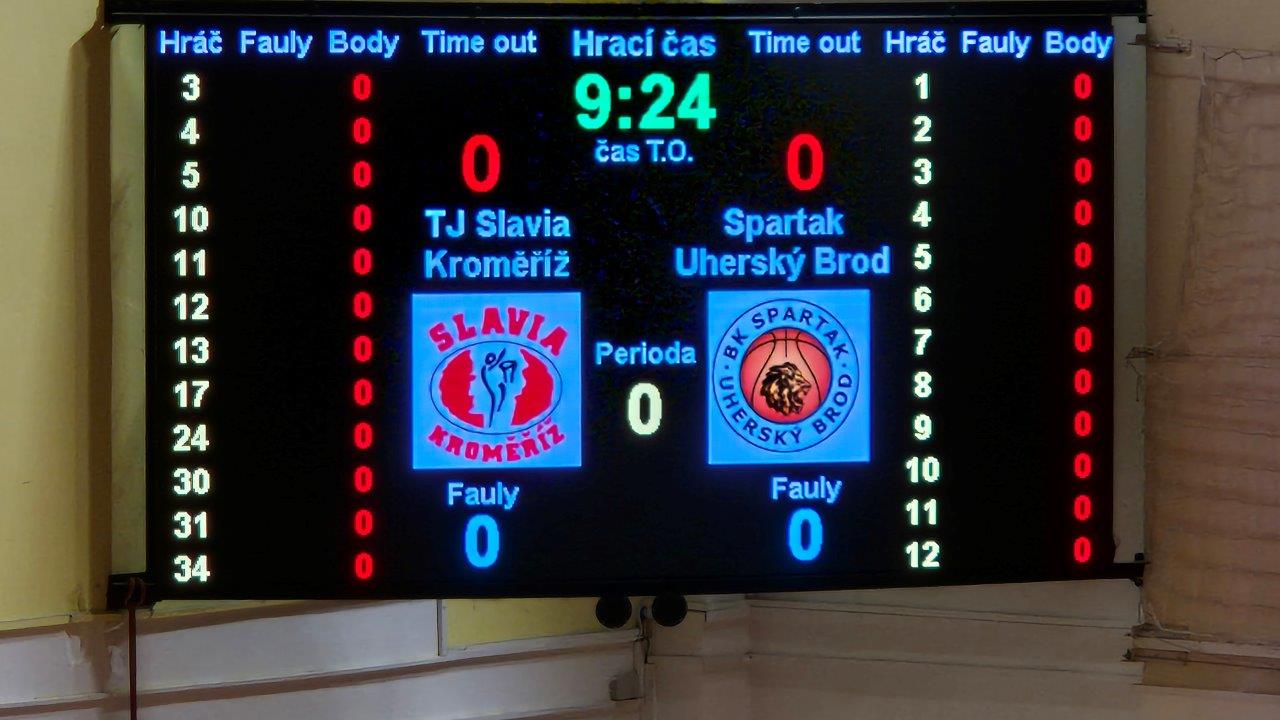 Hráč Fauly Body Time out Hrací čas Time out Hráč Fauly Body
9:24
čas T.O.
3 0 1 0
4 0 2 0
5 0 0 0 3 0
10 0 TJ Slavia Spartak 4 0
11 0 Kroměříž Uherský Brod 5 0
12 0 6 0
SLAVIA
KROMĚŘÍŽ
· BK SPARTAK · UHERSKÝ BROD
13 0 Perioda 7 0
17 0 0 8 0
24 0 9 0
30 0 Fauly Fauly 10 0
31 0 0 0 11 0
34 0 12 0